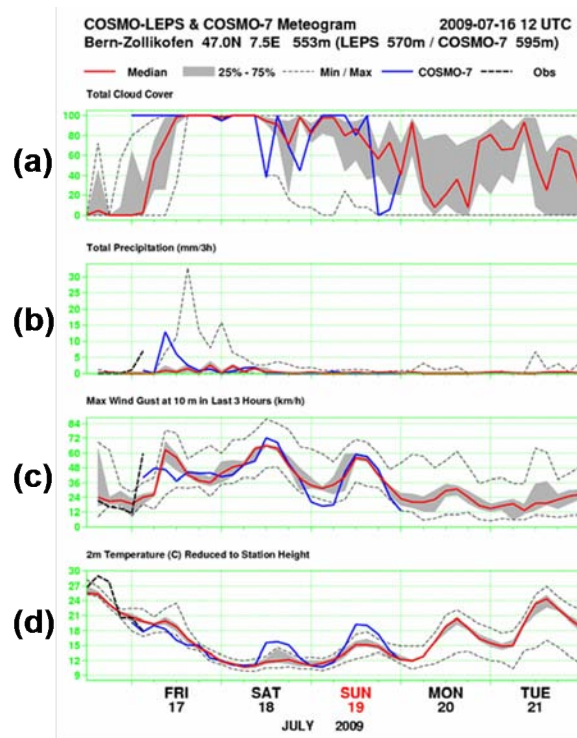 COSMO-LEPS & COSMO-7 Meteogram 2009-07-16 12 UTC
Bern-Zollikofen 47.0N 7.5E 553m (LEPS 570m / COSMO-7 595m)
Median 25% - 75% Min / Max COSMO-7 Obs
Total Cloud Cover
(a)
100
80
60
40
20
0
Total Precipitation (mm/3h)
(b)
30
25
20
15
10
5
0
Max Wind Gust at 10 m in Last 3 Hours (km/h)
(c)
84
72
60
48
36
24
12
0
2m Temperature (C) Reduced to Station Height
(d)
30
27
24
21
18
15
12
9
FRI SAT SUN MON TUE
17 18 19 20 21
JULY 2009